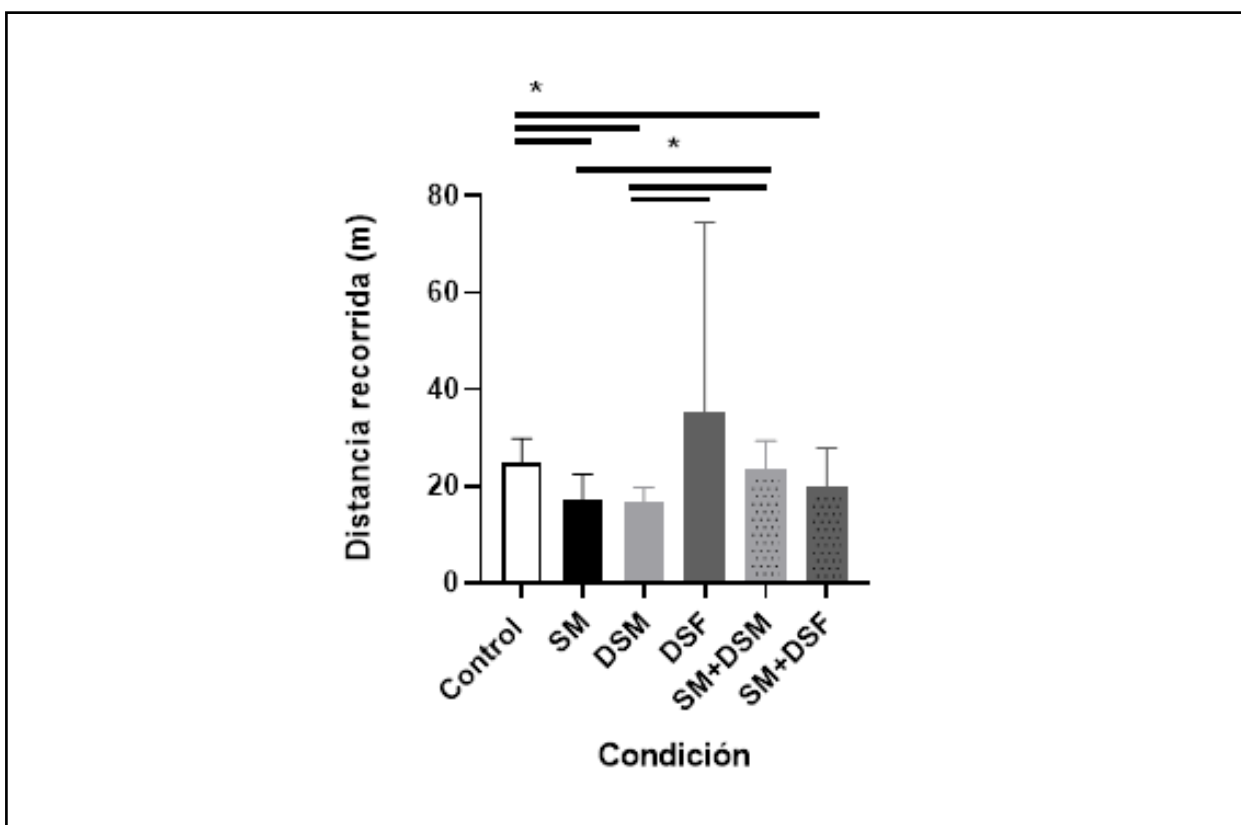 *
*
Distancia recorrida (m)
80
60
40
20
0
Control
SM
DSM
DSF
SM+DSM
SM+DSF
Condición